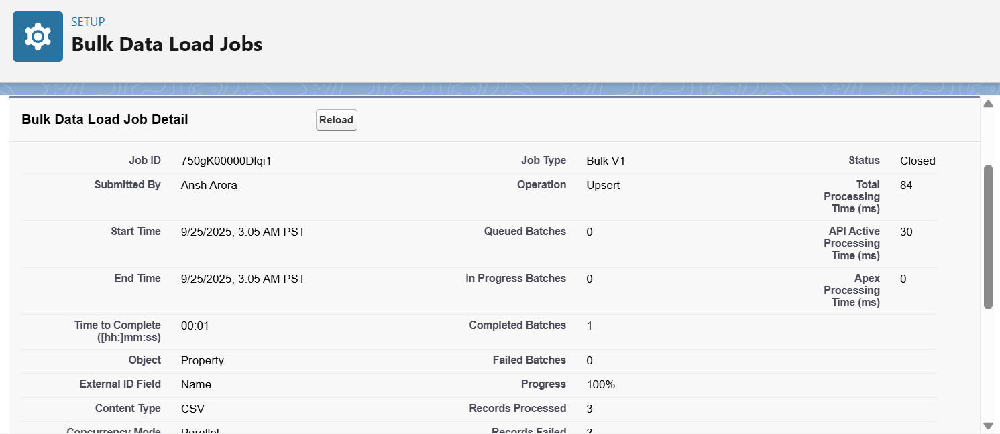 SETUP
Bulk Data Load Jobs
Bulk Data Load Job Detail Reload
Job ID 750gK00000Dlqi1 Job Type Bulk V1 Status Closed
Submitted By Ansh Arora Operation Upsert Total
Processing
Time (ms) 84
Start Time 9/25/2025, 3:05 AM PST Queued Batches 0 API Active
Processing
Time (ms) 30
End Time 9/25/2025, 3:05 AM PST In Progress Batches 0 Apex
Processing
Time (ms) 0
Time to Complete
([hh:]mm:ss) 00:01 Completed Batches 1
Object Property Failed Batches 0
External ID Field Name Progress 100%
Content Type CSV Records Processed 3
Concurrency Mode Parallel Records Failed 3